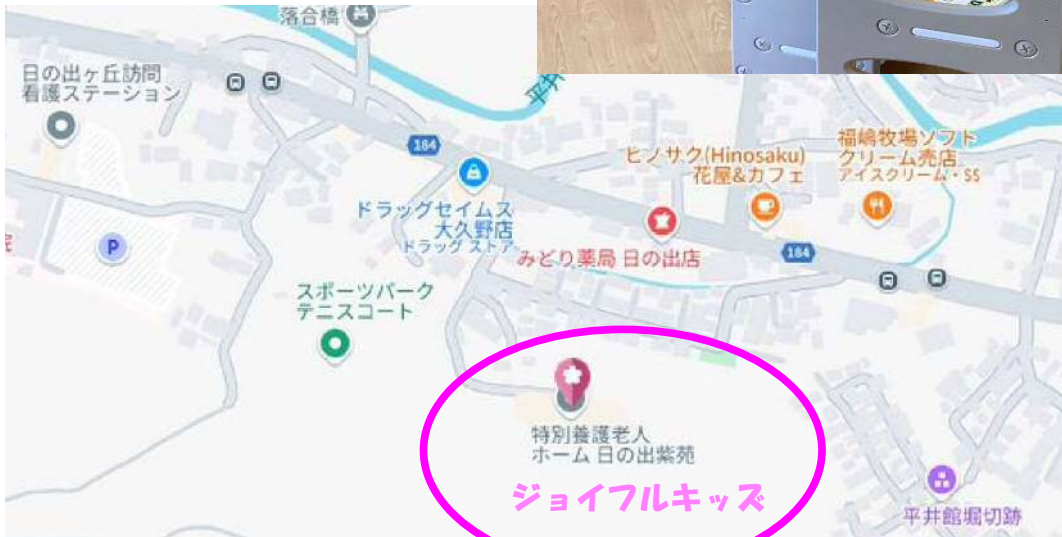 落合橋
日の出ヶ丘訪問
看護ステーション
184
ドラッグセイムス
大久野店
ドラッグ ストア
ヒノサク(Hinosaku)
花屋&カフェ
福嶋牧場ソフト
クリーム売店
アイスクリーム・$$
みどり薬局 日の出店
184
P
スポーツパーク
テニスコート
特別養護老人
ホーム 日の出紫苑
ジョイフルキッズ
平井館堀切跡